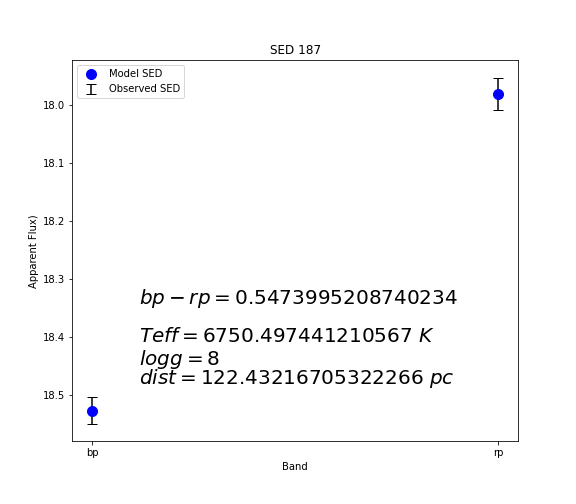 SED 187
Model SED
Observed SED
18.0
18.1
18.2
18.3
18.4
18.5
Apparent Flux)
bp − rp = 0.5473995208740234
Teff = 6750.497441210567 K
logg = 8
dist = 122.43216705322266 pc
bp
rp
Band